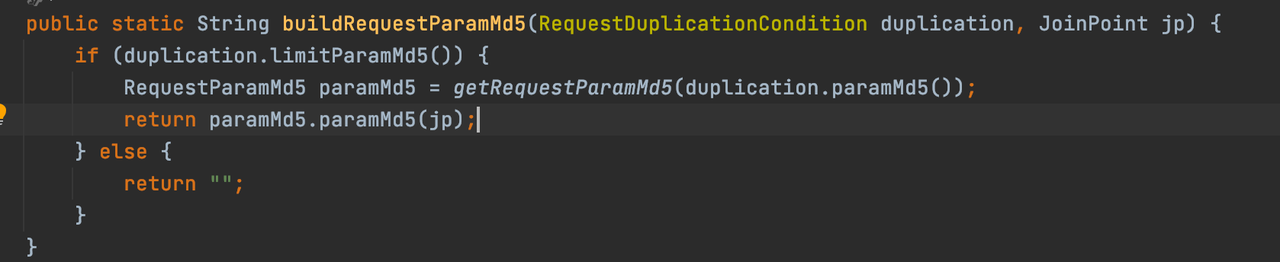 public static String buildRequestParamMd5(RequestDuplicationCondition duplication, JoinPoint jp) {
    if (duplication.limitParamMd5()) {
        RequestParamMd5 paramMd5 = getRequestParamMd5(duplication.paramMd5());
        return paramMd5.paramMd5(jp);
    } else {
        return "";
    }
}